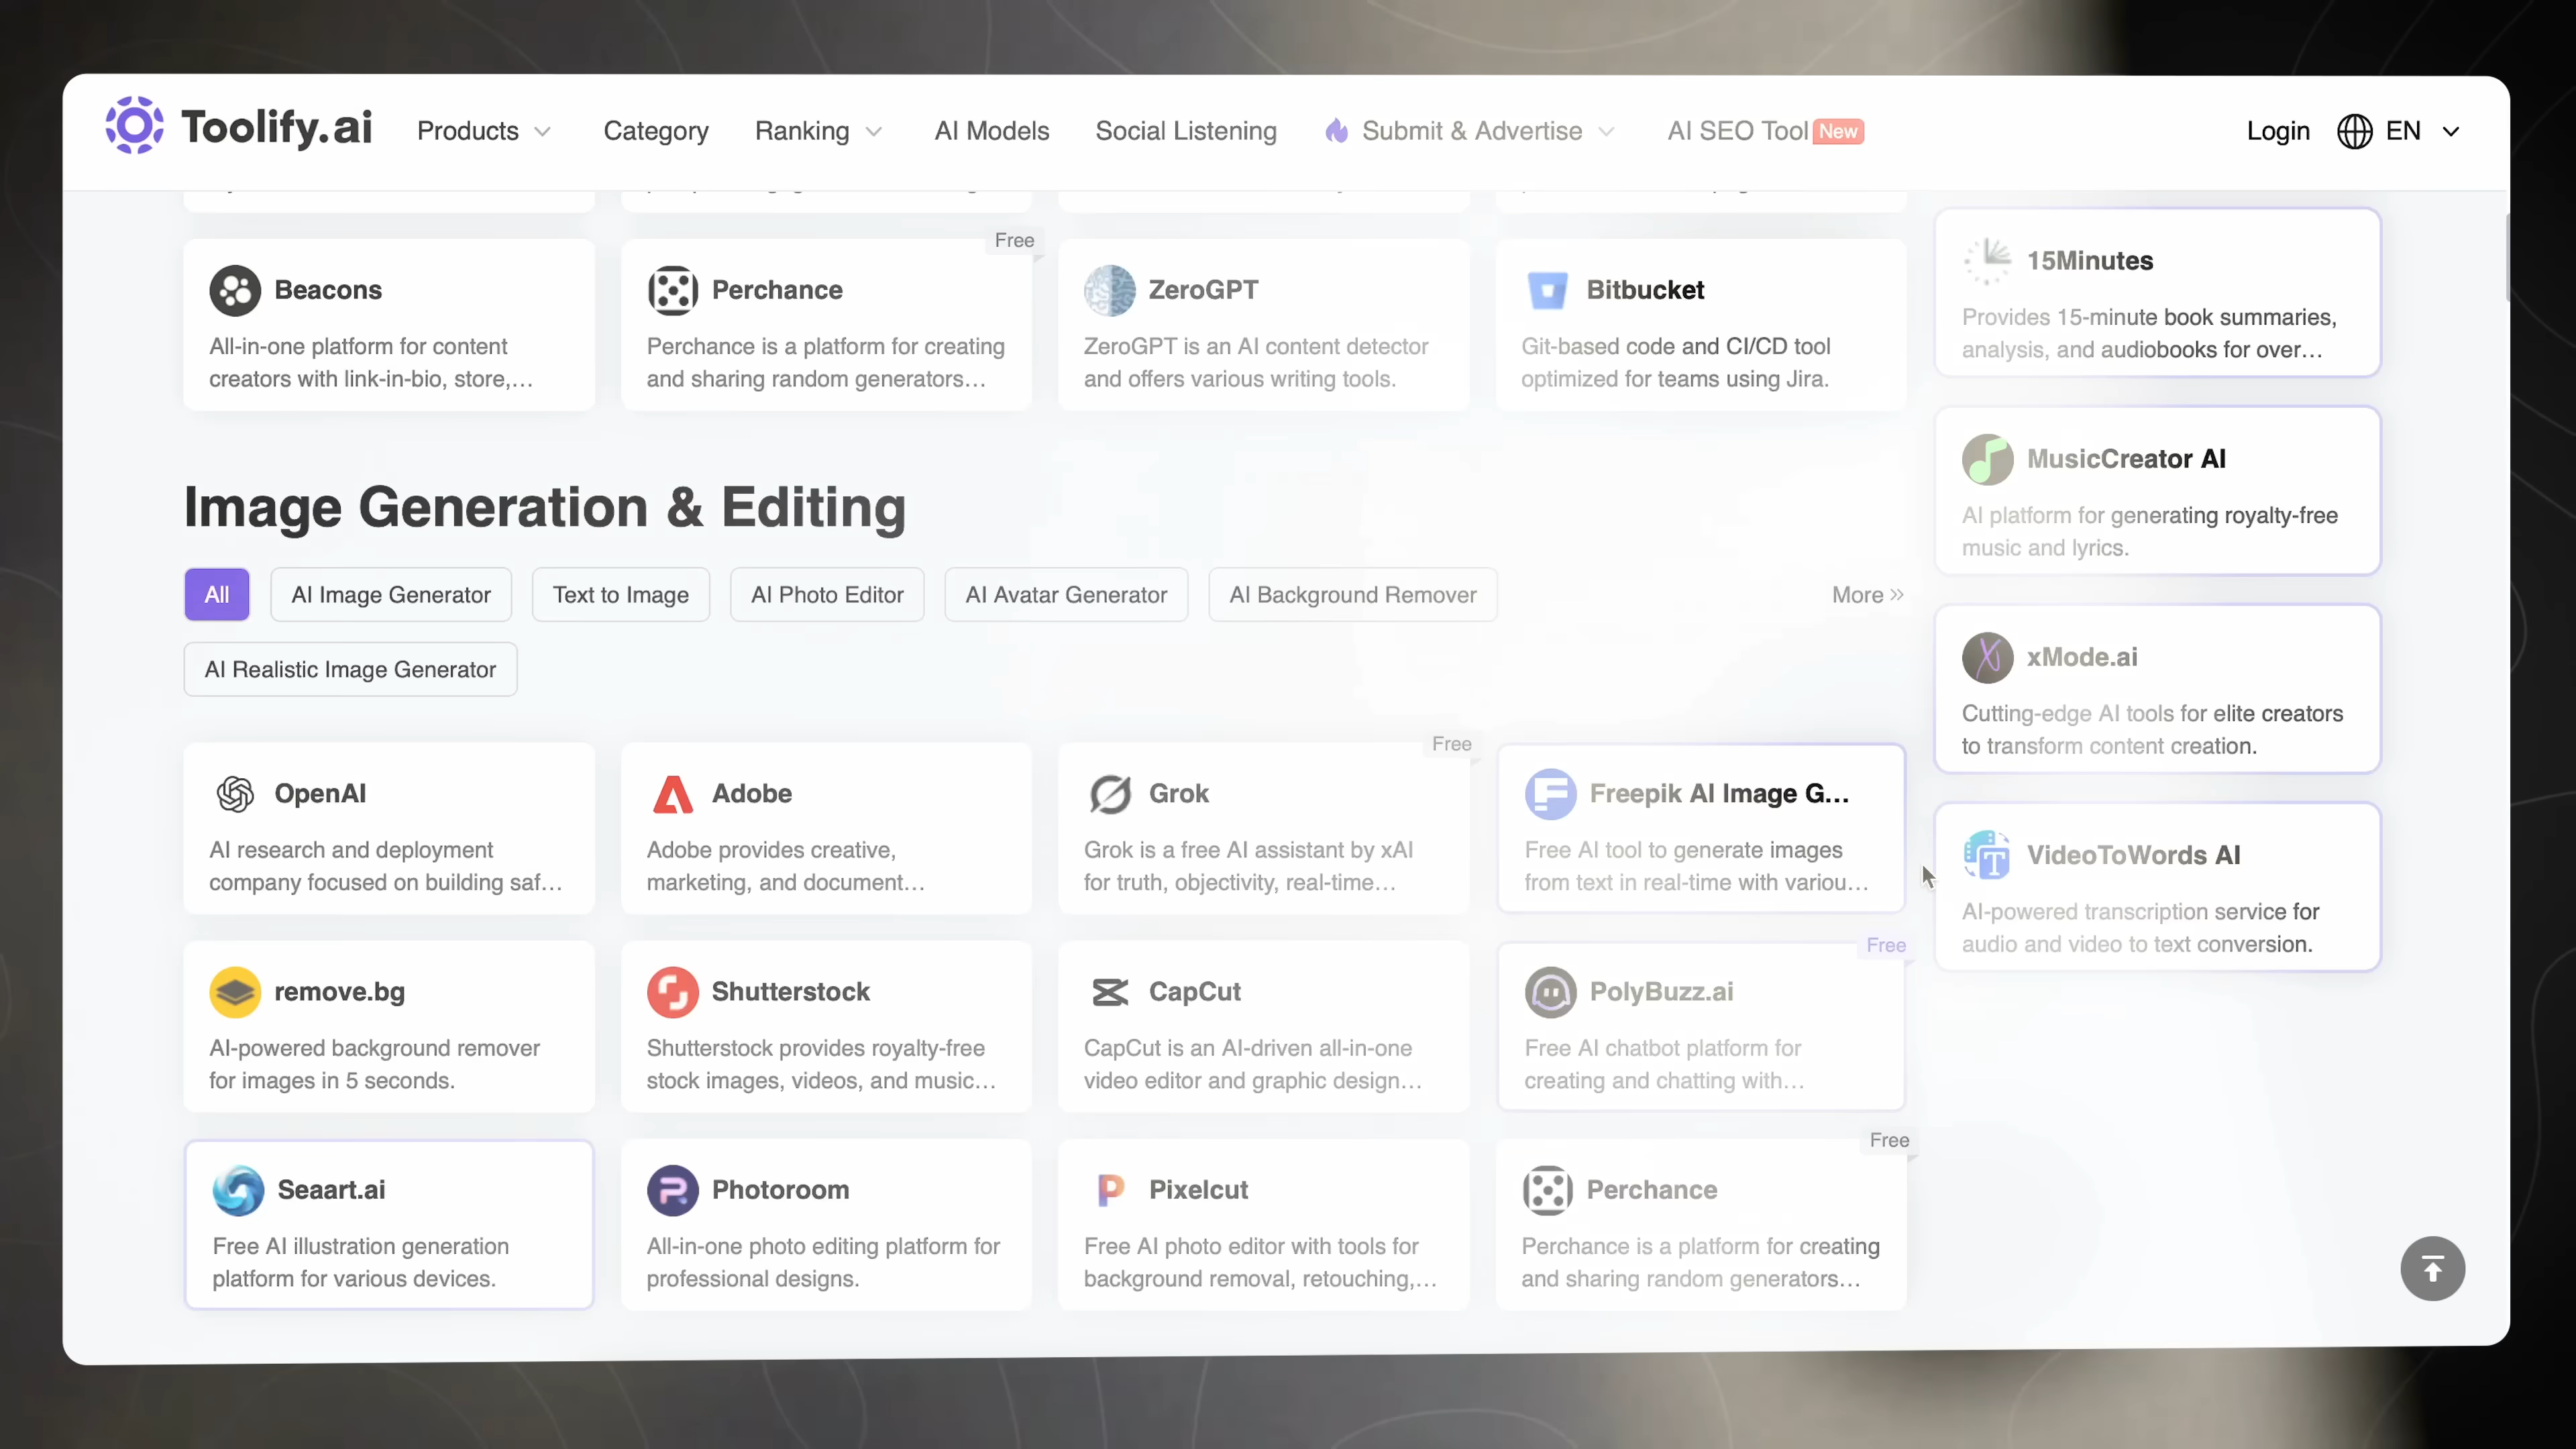 Toolify.ai
Products
Category
Ranking
AI Models
Social Listening
Submit & Advertise
AI SEO Tool New
Login
EN
Beacons
All-in-one platform for content
creators with link-in-bio, store,...
Free
Perchance
Perchance is a platform for creating
and sharing random generators...
ZeroGPT
ZeroGPT is an AI content detector
and offers various writing tools.
Bitbucket
Git-based code and CI/CD tool
optimized for teams using Jira.
15Minutes
Provides 15-minute book summaries,
analysis, and audiobooks for over...
MusicCreator AI
AI platform for generating royalty-free
music and lyrics.
xMode.ai
Cutting-edge AI tools for elite creators
to transform content creation.
VideoToWords AI
AI-powered transcription service for
audio and video to text conversion.
Image Generation & Editing
All
AI Image Generator
Text to Image
AI Photo Editor
AI Avatar Generator
AI Background Remover
More »
AI Realistic Image Generator
OpenAI
AI research and deployment
company focused on building saf...
Adobe
Adobe provides creative,
marketing, and document...
Free
Grok
Grok is a free AI assistant by xAI
for truth, objectivity, real-time...
Freepik AI Image G...
Free AI tool to generate images
from text in real-time with variou...
remove.bg
AI-powered background remover
for images in 5 seconds.
Shutterstock
Shutterstock provides royalty-free
stock images, videos, and music...
CapCut
CapCut is an AI-driven all-in-one
video editor and graphic design...
Free
PolyBuzz.ai
Free AI chatbot platform for
creating and chatting with...
Seaart.ai
Free AI illustration generation
platform for various devices.
Photoroom
All-in-one photo editing platform for
professional designs.
Pixelcut
Free AI photo editor with tools for
background removal, retouching,...
Free
Perchance
Perchance is a platform for creating
and sharing random generators...